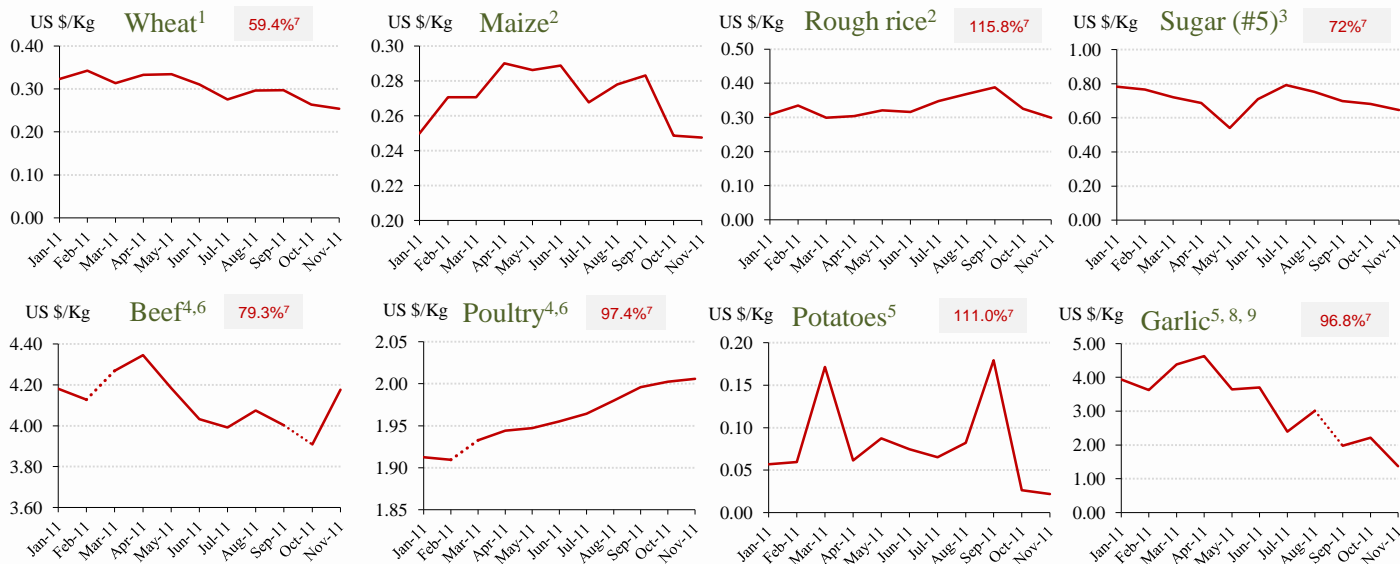 US $/Kg Wheat1 59.4%7
0.40
0.30
0.20
0.10
0.00
Jan-11 Feb-11 Mar-11 Apr-11 May-11 Jun-11 Jul-11 Aug-11 Sep-11 Oct-11 Nov-11
US $/Kg Maize2
0.30
0.28
0.26
0.24
0.22
0.20
Jan-11 Feb-11 Mar-11 Apr-11 May-11 Jun-11 Jul-11 Aug-11 Sep-11 Oct-11 Nov-11
US $/Kg Rough rice2 115.8%7
0.50
0.40
0.30
0.20
0.10
0.00
Jan-11 Feb-11 Mar-11 Apr-11 May-11 Jun-11 Jul-11 Aug-11 Sep-11 Oct-11 Nov-11
US $/Kg Sugar (#5)3 72%7
1.00
0.80
0.60
0.40
0.20
0.00
Jan-11 Feb-11 Mar-11 Apr-11 May-11 Jun-11 Jul-11 Aug-11 Sep-11 Oct-11 Nov-11
US $/Kg Beef4,6 79.3%7
4.40
4.20
4.00
3.80
3.60
Jan-11 Feb-11 Mar-11 Apr-11 May-11 Jun-11 Jul-11 Aug-11 Sep-11 Oct-11 Nov-11
US $/Kg Poultry4,6 97.4%7
2.05
2.00
1.95
1.90
1.85
Jan-11 Feb-11 Mar-11 Apr-11 May-11 Jun-11 Jul-11 Aug-11 Sep-11 Oct-11 Nov-11
US $/Kg Potatoes5 111.0%7
0.20
0.15
0.10
0.05
0.00
Jan-11 Feb-11 Mar-11 Apr-11 May-11 Jun-11 Jul-11 Aug-11 Sep-11 Oct-11 Nov-11
US $/Kg Garlic5, 8, 9 96.8%7
5.00
4.00
3.00
2.00
1.00
0.00
Jan-11 Feb-11 Mar-11 Apr-11 May-11 Jun-11 Jul-11 Aug-11 Sep-11 Oct-11 Nov-11